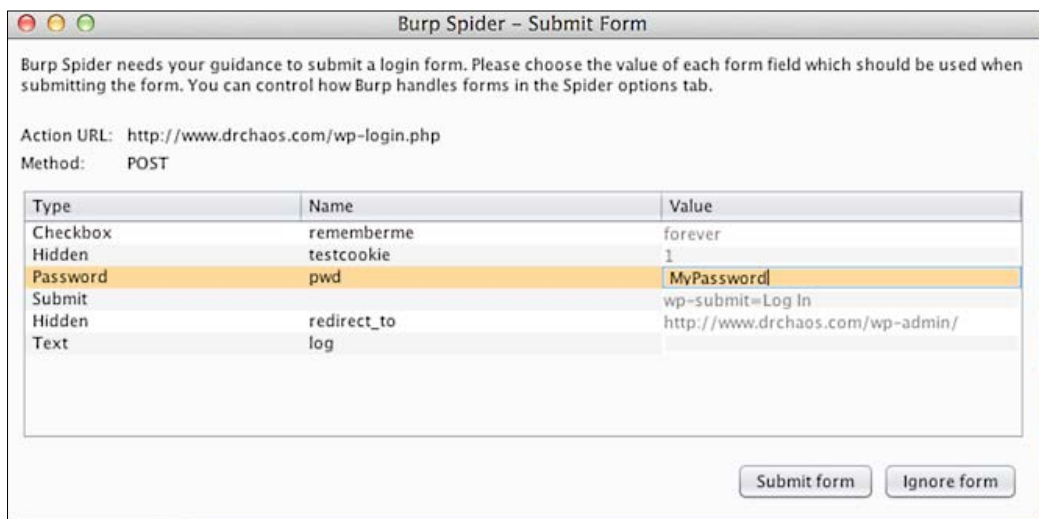 Burp Spider – Submit Form
Burp Spider needs your guidance to submit a login form. Please choose the value of each form field which should be used when
submitting the form. You can control how Burp handles forms in the Spider options tab.
Action URL: http://www.drchaos.com/wp-login.php
Method: POST
Type Name Value
Checkbox rememberme forever
Hidden testcookie 1
Password pwd MyPassword
Submit wp-submit=Log In
Hidden redirect_to http://www.drchaos.com/wp-admin/
Text log
Submit form Ignore form